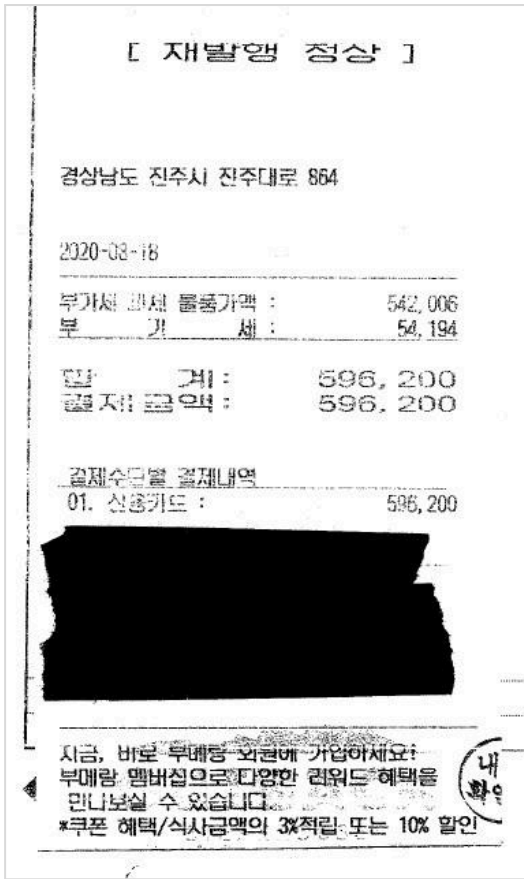 [ 재발행 정상 ]
경상남도 진주시 진주대로 864
2020-08-18
부가세 과세 물품가액 : 542,006
부 가 세 : 54,194
합 계 : 596,200
결제금액 : 596,200
결제수단별 결제내역
01. 신용카드 : 596,200
지금, 바로 부메랑 회원에 가입하세요!
부메랑 멤버십으로 다양한 리워드 혜택을
만나보실 수 있습니다.
*쿠폰 혜택/식사금액의 3%적립 또는 10% 할인
내
확인